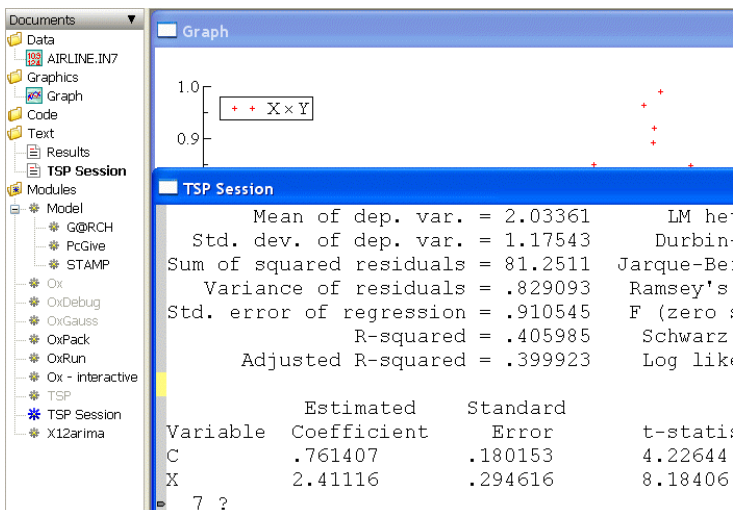 Documents
Data
AIRLINE.IN7
Graphics
Graph
Code
Text
Results
TSP Session
Modules
Model
G@RCH
PcGive
STAMP
Ox
OxDebug
OxGauss
OxPack
OxRun
Ox - interactive
TSP
TSP Session
X12arima
Graph
1.0
+ + X × Y
0.9
TSP Session
Mean of dep. var. = 2.03361 LM he
Std. dev. of dep. var. = 1.17543 Durbin-
Sum of squared residuals = 81.2511 Jarque-Be
Variance of residuals = .829093 Ramsey's
Std. error of regression = .910545 F (zero s
R-squared = .405985 Schwarz
Adjusted R-squared = .399923 Log like
Estimated Standard
Variable Coefficient Error t-statis
C .761407 .180153 4.22644
X 2.41116 .294616 8.18406
7 ?